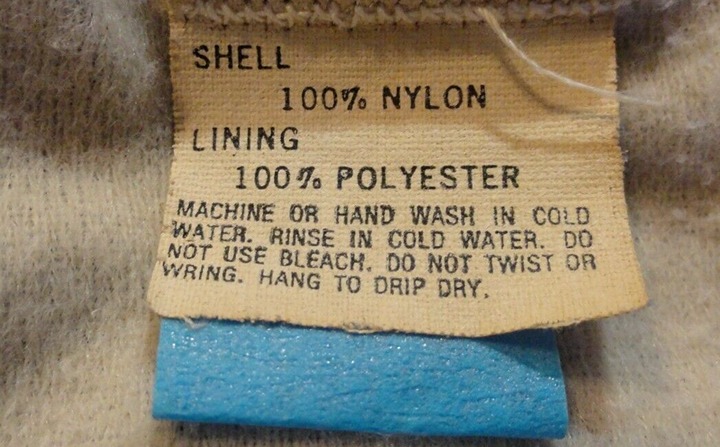 SHELL
100% NYLON
LINING
100% POLYESTER
MACHINE OR HAND WASH IN COLD
WATER. RINSE IN COLD WATER. DO
NOT USE BLEACH. DO NOT TWIST OR
WRING. HANG TO DRIP DRY.